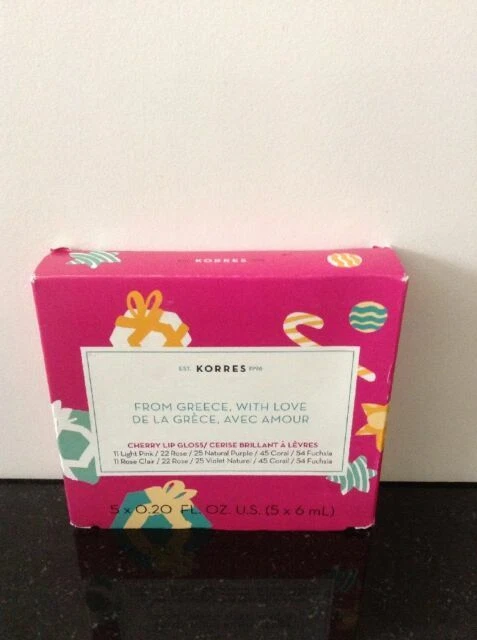 KORRES
EST. KORRES 1996
FROM GREECE, WITH LOVE
DE LA GRÈCE, AVEC AMOUR
CHERRY LIP GLOSS/ CERISE BRILLANT À LÈVRES
11 Light Pink / 22 Rose / 25 Natural Purple / 45 Coral / 54 Fuchsia
11 Rose Clair / 22 Rose / 25 Violet Naturel / 45 Corail / 54 Fuchsia
5 x 0.20 FL. OZ. U.S. (5 x 6 mL)